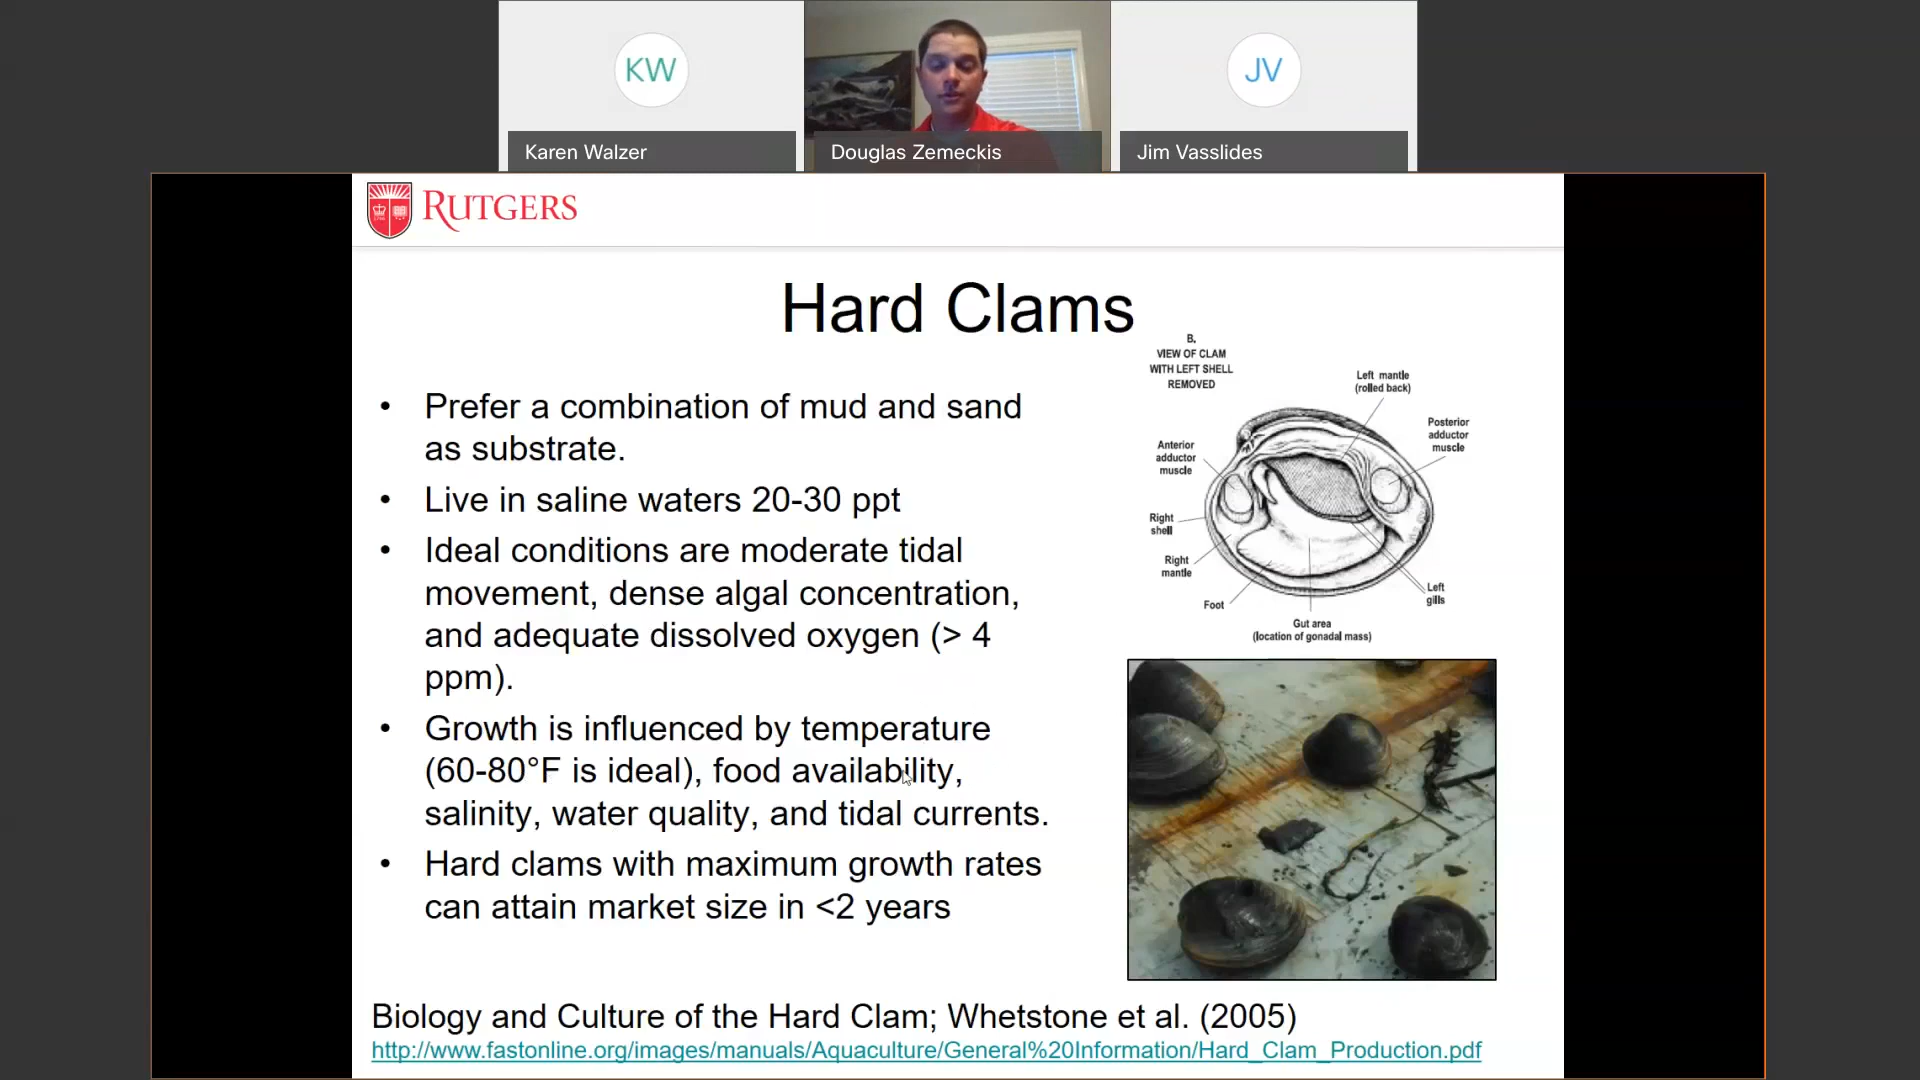 KW
JV
Karen Walzer
Douglas Zemeckis
Jim Vasslides
RUTGERS
Hard Clams
• Prefer a combination of mud and sand
as substrate.
• Live in saline waters 20-30 ppt
• Ideal conditions are moderate tidal
movement, dense algal concentration,
and adequate dissolved oxygen (> 4
ppm).
• Growth is influenced by temperature
(60-80°F is ideal), food availability,
salinity, water quality, and tidal currents.
• Hard clams with maximum growth rates
can attain market size in <2 years
B.
VIEW OF CLAM
WITH LEFT SHELL
REMOVED
Left mantle
(rolled back)
Posterior
adductor
muscle
Anterior
adductor
muscle
Right
shell
Right
mantle
Foot
Left
gills
Gut area
(location of gonadal mass)
Biology and Culture of the Hard Clam; Whetstone et al. (2005)
http://www.fastonline.org/images/manuals/Aquaculture/General%20Information/Hard_Clam_Production.pdf